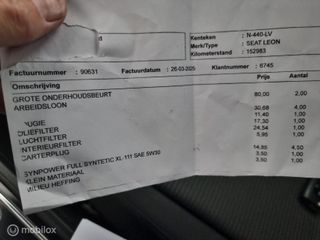 Kenteken : N-440-LV
Merk/Type : SEAT LEON
Kilometerstand : 152983
Factuurnummer : 90631 Factuurdatum : 26-03-2025 Klantnummer : 6745
Omschrijving Prijs Aantal
GROTE ONDERHOUDSBEURT 80,00 2,00
ARBEIDSLOON
30,68 4,00
BOUGIE 11,40 1,00
OLIEFILTER 17,30 1,00
LUCHTFILTER 24,54 1,00
INTERIEURFILTER 5,95 1,00
CARTERPLUG
14,85 4,50
SYNPOWER FULL SYNTETIC XL-111 SAE 5W30 3,50 1,00
KLEIN MATERIAAL 3,50 1,00
MILIEU HEFFING